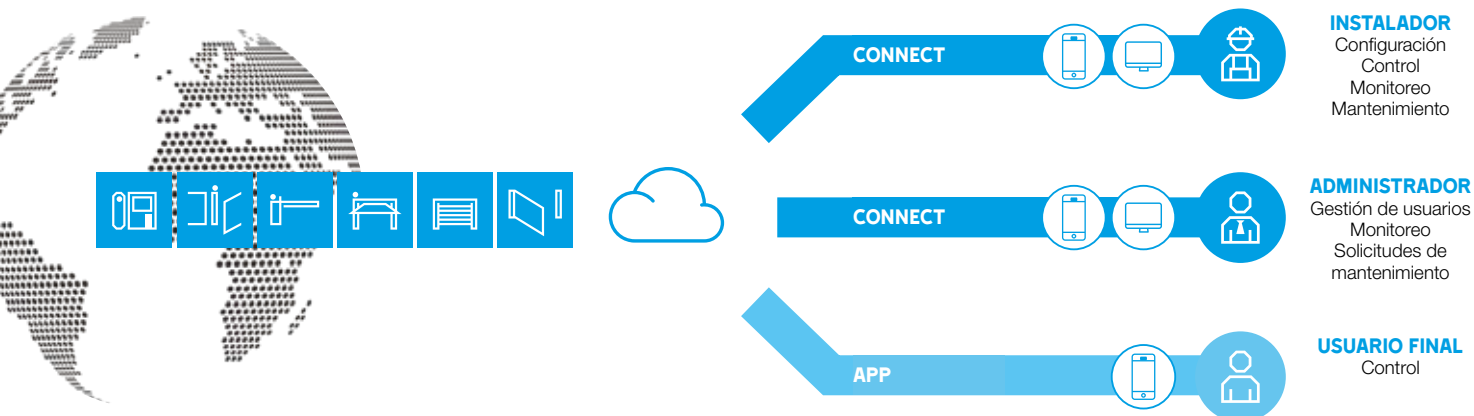 CONNECT
INSTALADOR
Configuración
Control
Monitoreo
Mantenimiento
CONNECT
ADMINISTRADOR
Gestión de usuarios
Monitoreo
Solicitudes de
mantenimiento
APP
USUARIO FINAL
Control